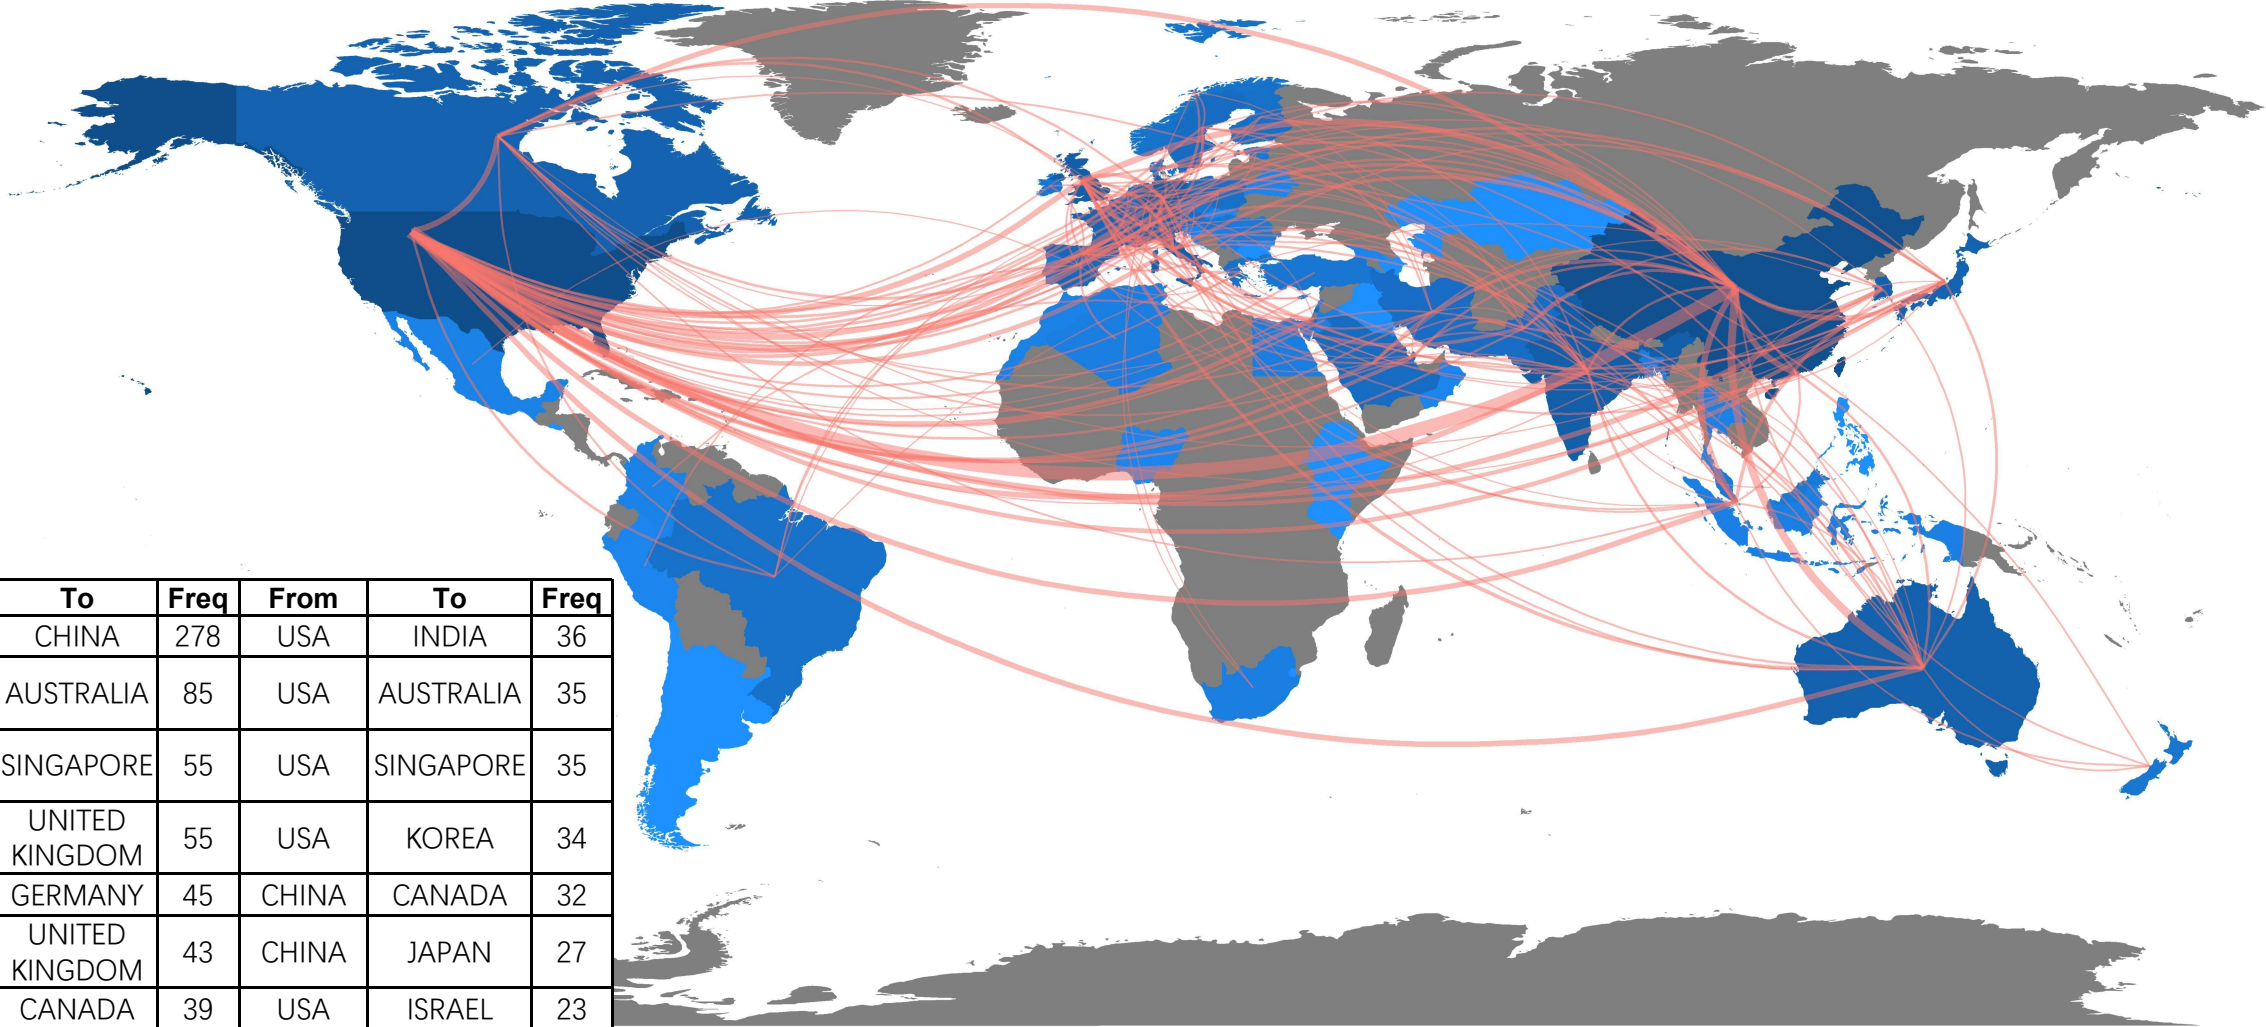 To Freq From To Freq
CHINA 278 USA INDIA 36
AUSTRALIA 85 USA AUSTRALIA 35
SINGAPORE 55 USA SINGAPORE 35
UNITED
KINGDOM 55 USA KOREA 34
GERMANY 45 CHINA CANADA 32
UNITED
KINGDOM 43 CHINA JAPAN 27
CANADA 39 USA ISRAEL 23